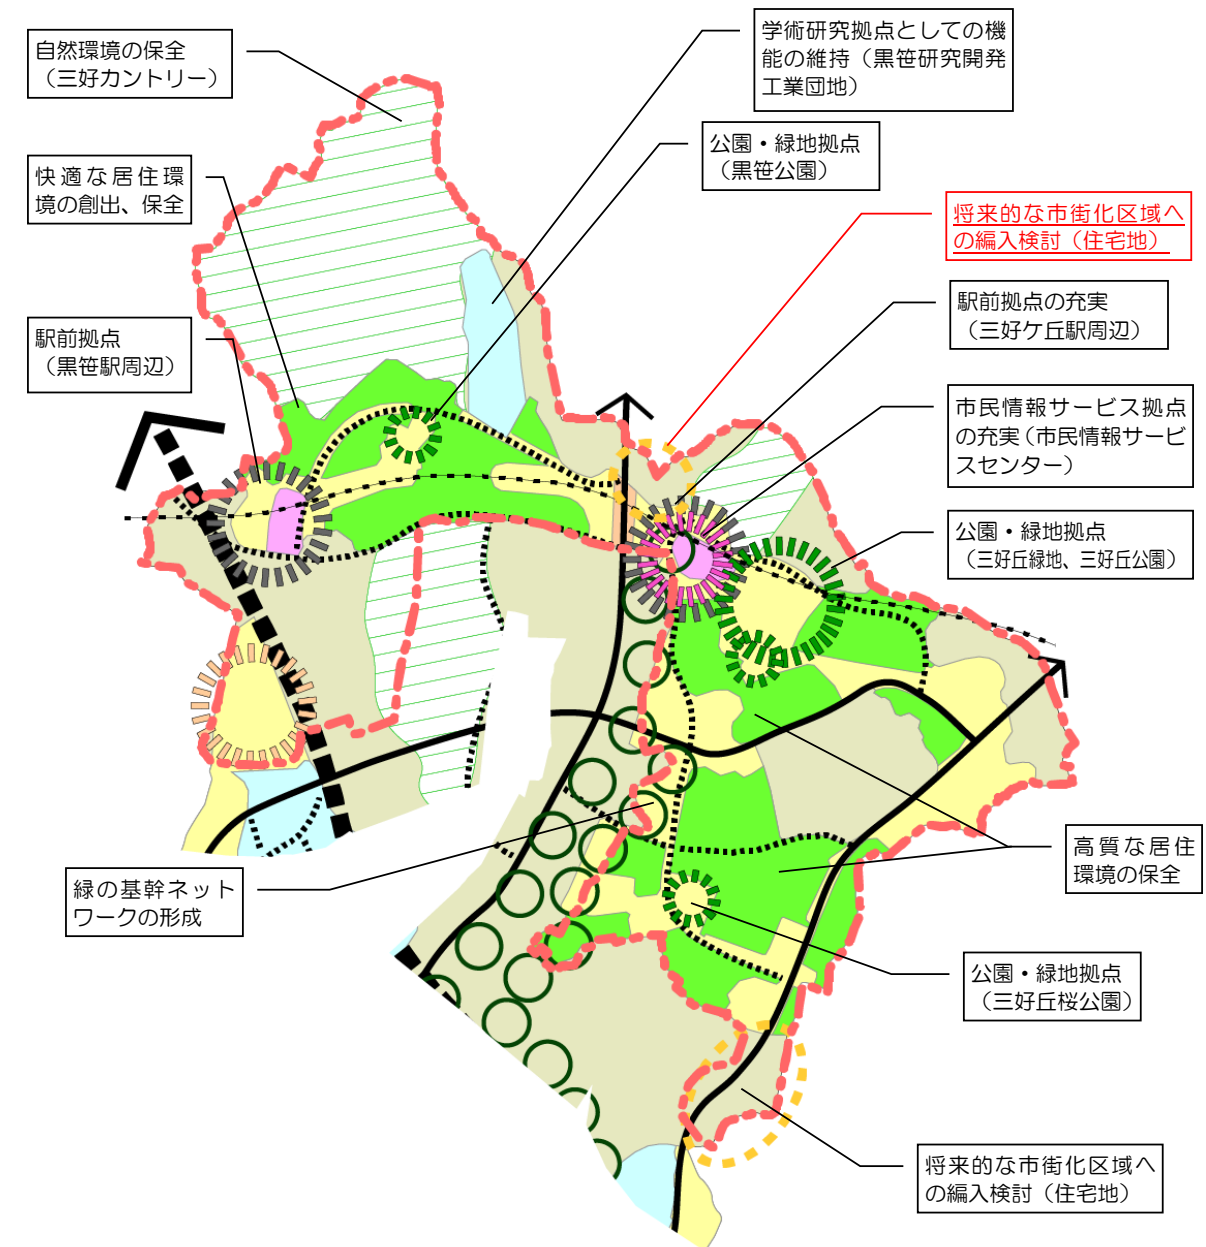 自然環境の保全
（三好カントリー）
快適な居住環
境の創出、保全
駅前拠点
（黒笹駅周辺）
学術研究拠点としての機
能の維持（黒笹研究開発
工業団地）
公園・緑地拠点
（黒笹公園）
将来的な市街化区域へ
の編入検討（住宅地）
駅前拠点の充実
（三好ケ丘駅周辺）
市民情報サービス拠点
の充実（市民情報サービ
スセンター）
公園・緑地拠点
（三好丘緑地、三好丘公園）
高質な居住
環境の保全
緑の基幹ネット
ワークの形成
公園・緑地拠点
（三好丘桜公園）
将来的な市街化区域へ
の編入検討（住宅地）